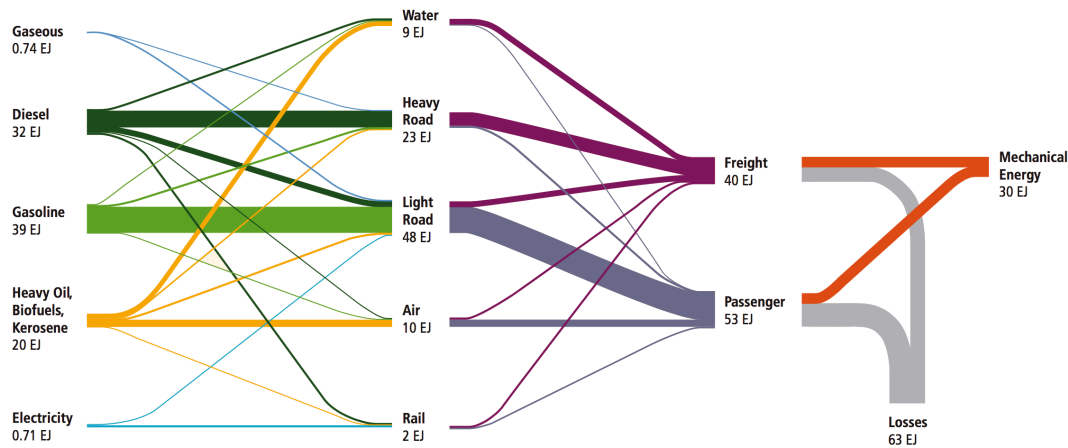 Gaseous
0.74 EJ
Diesel
32 EJ
Gasoline
39 EJ
Heavy Oil,
Biofuels,
Kerosene
20 EJ
Electricity
0.71 EJ
Water
9 EJ
Heavy
Road
23 EJ
Light
Road
48 EJ
Air
10 EJ
Rail
2 EJ
Freight
40 EJ
Passenger
53 EJ
Mechanical
Energy
30 EJ
Losses
63 EJ